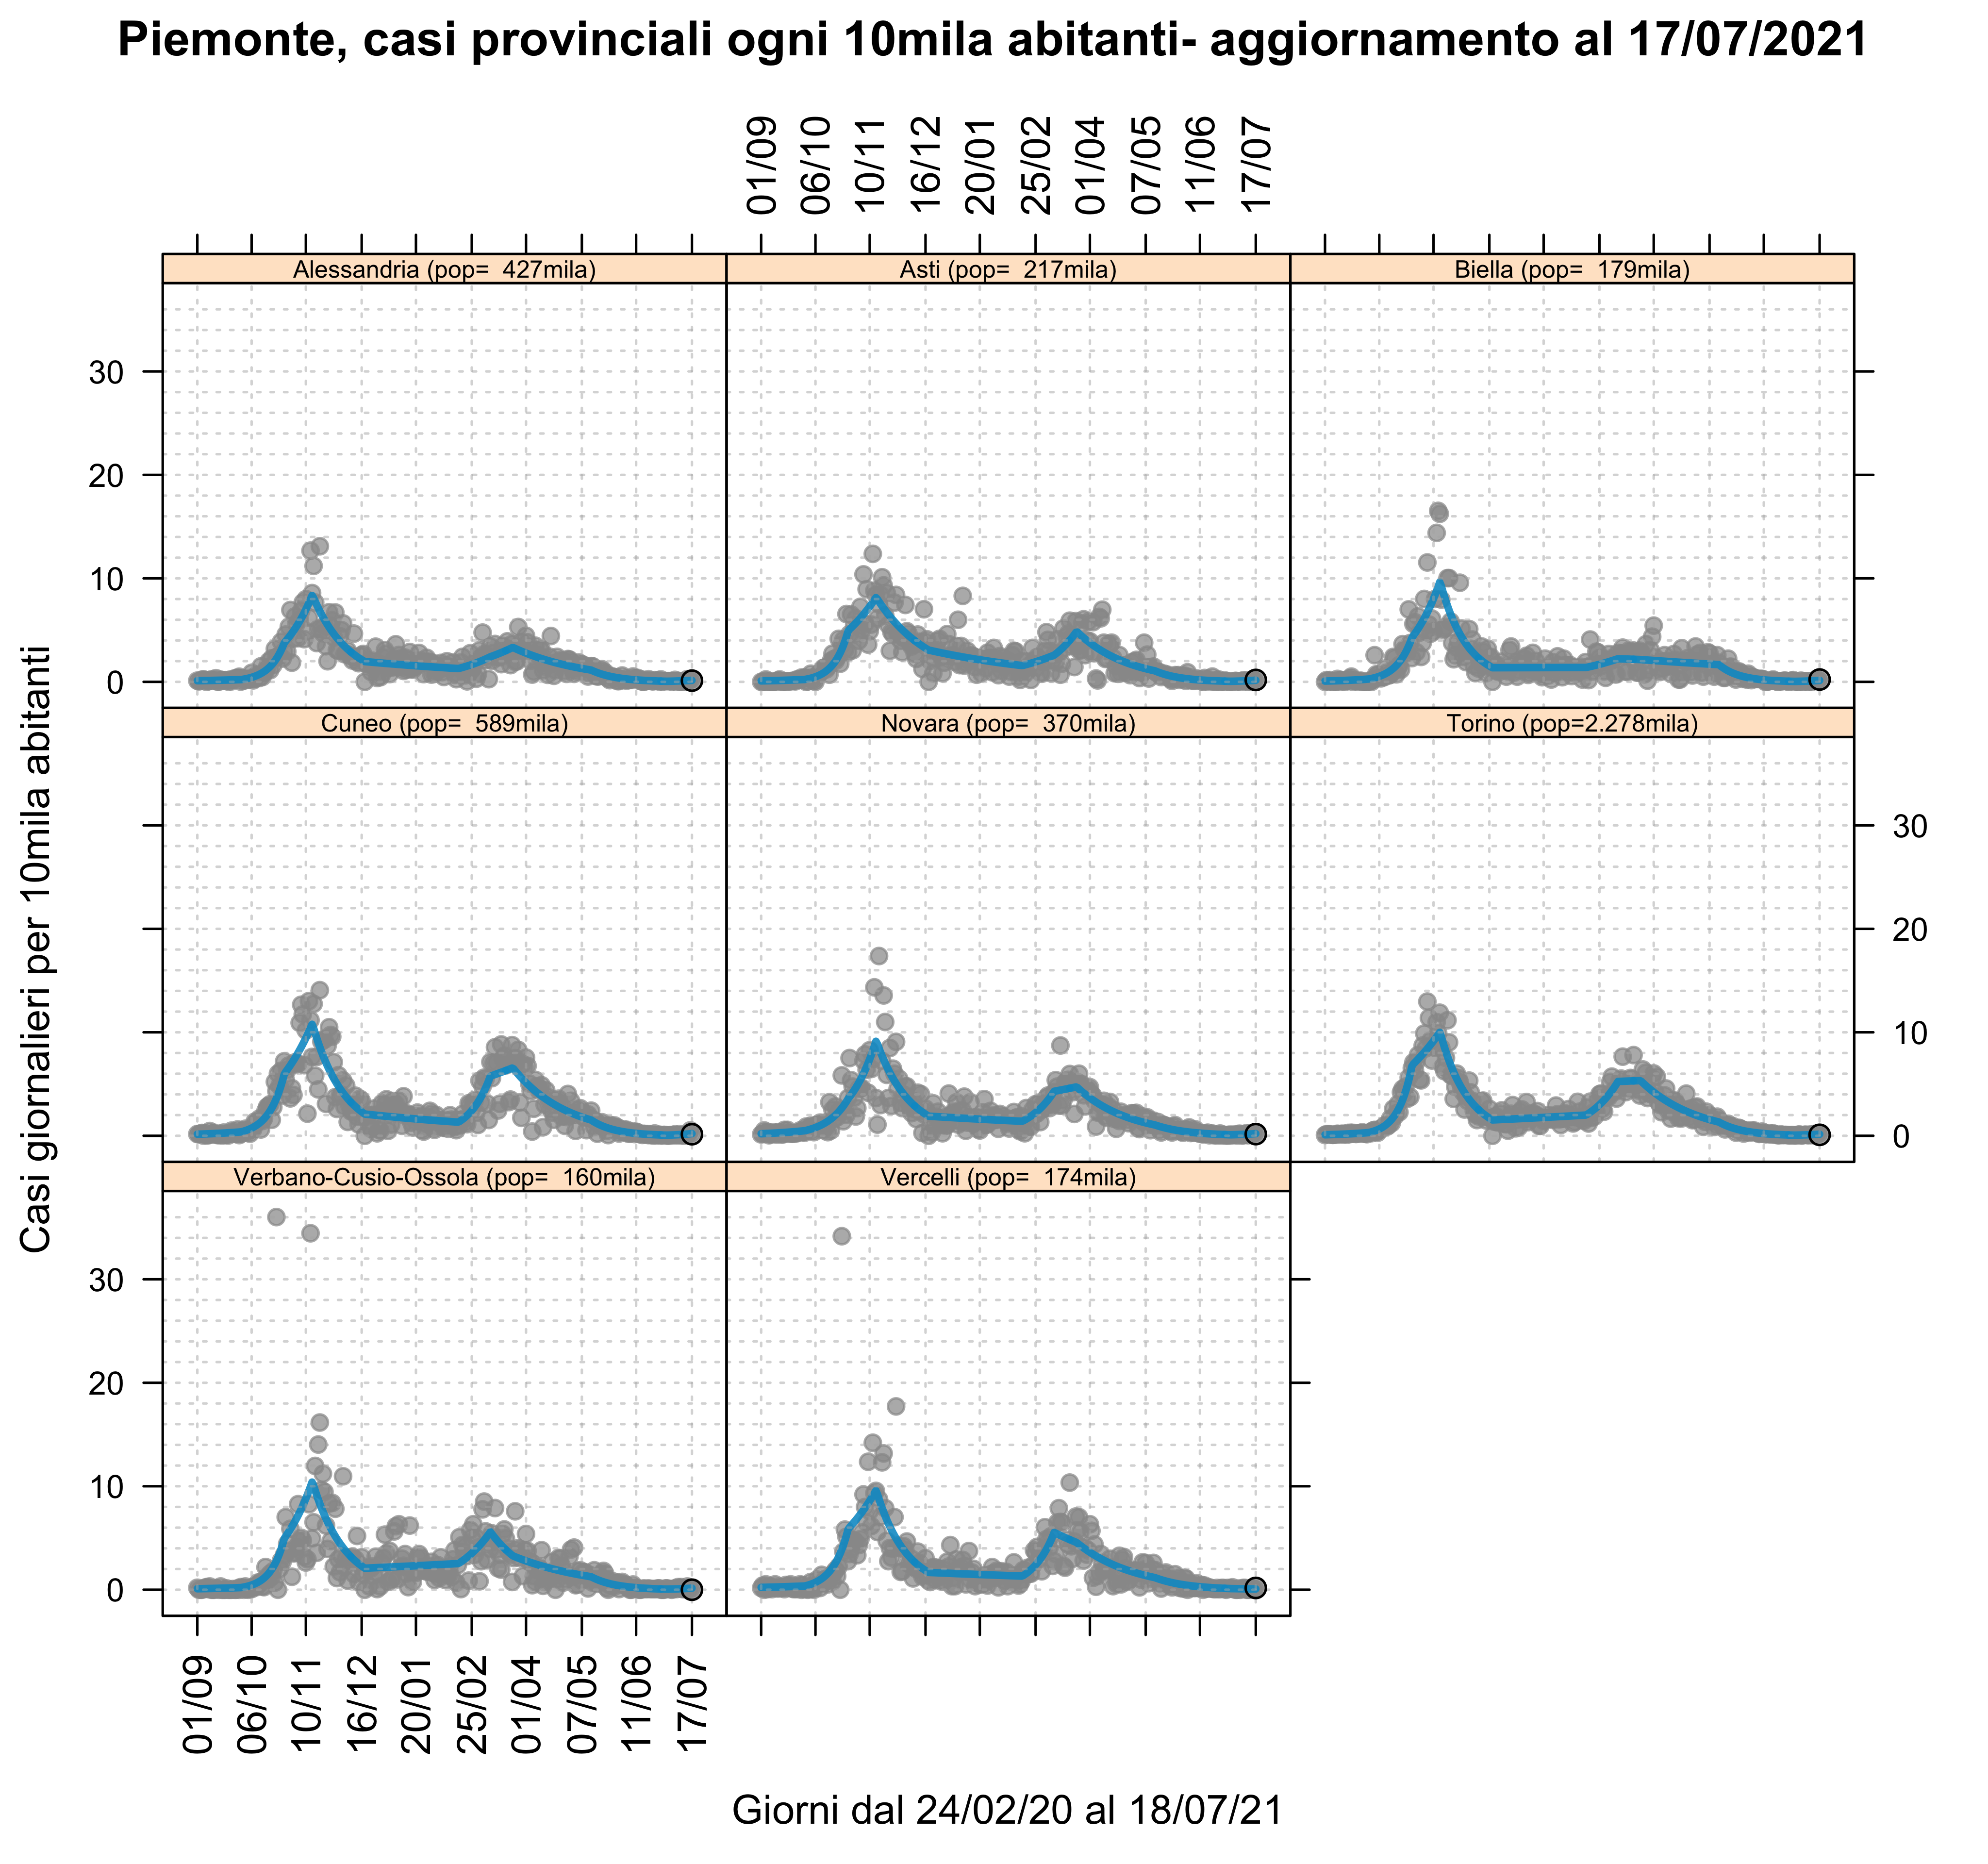 Piemonte, casi provinciali ogni 10mila abitanti- aggiornamento al 17/07/2021
01/09 06/10 10/11 16/12 20/01 25/02 01/04 07/05 11/06 17/07
Alessandria (pop= 427mila)
Asti (pop= 217mila)
Biella (pop= 179mila)
30
20
10
0
Cuneo (pop= 589mila)
Novara (pop= 370mila)
Torino (pop=2.278mila)
30
20
10
0
Verbano-Cusio-Ossola (pop= 160mila)
Vercelli (pop= 174mila)
30
20
10
0
Casi giornalieri per 10mila abitanti
01/09 06/10 10/11 16/12 20/01 25/02 01/04 07/05 11/06 17/07
Giorni dal 24/02/20 al 18/07/21